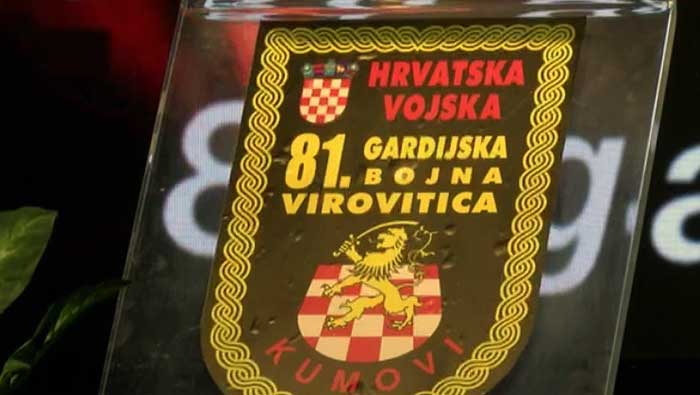 HRVATSKA
VOJSKA
81. GARDIJSKA
BOJNA
VIROVITICA
KUMOVI